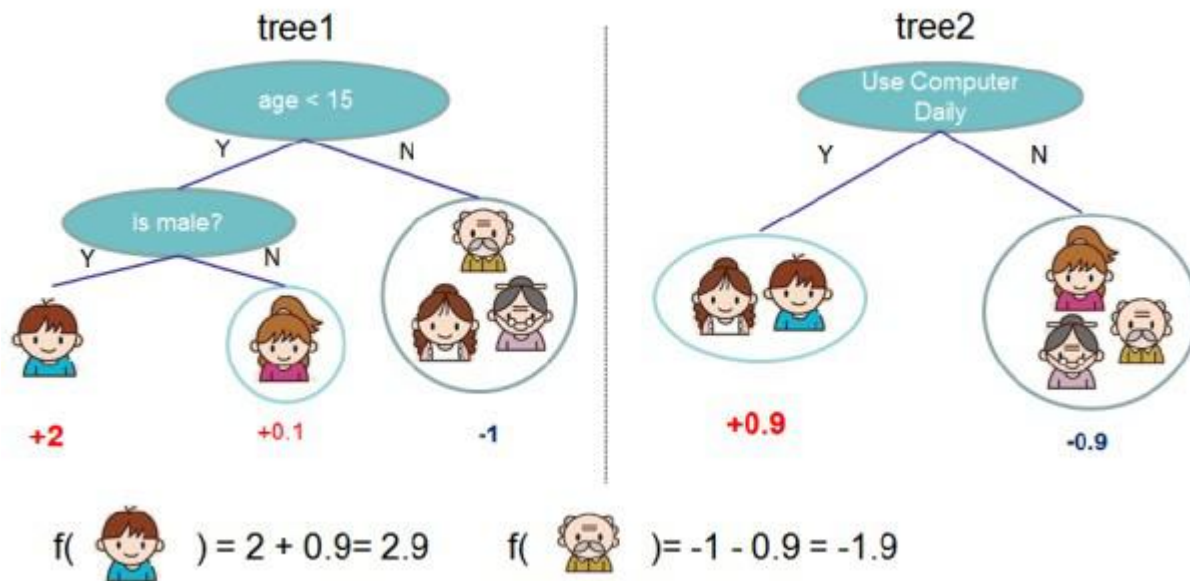 tree1
age < 15
Y
N
is male?
Y
N
+2
+0.1
-1
tree2
Use Computer
Daily
Y
N
+0.9
-0.9
f( ) = 2 + 0.9= 2.9
f( )= -1 - 0.9 = -1.9